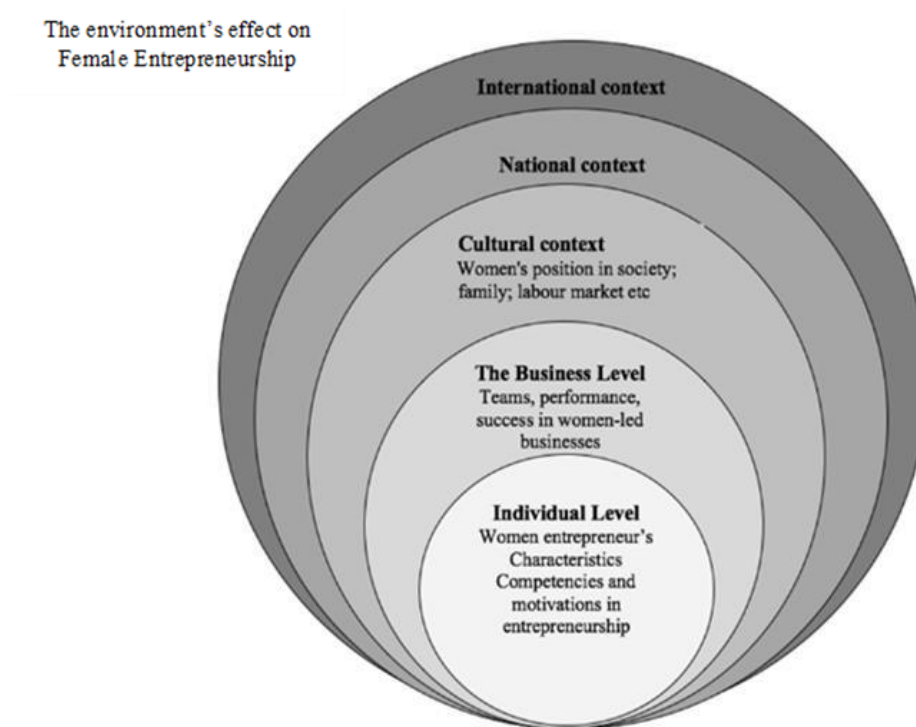 The environment's effect on
Female Entrepreneurship
International context
National context
Cultural context
Women's position in society;
family; labour market etc
The Business Level
Teams, performance,
success in women-led
businesses
Individual Level
Women entrepreneur's
Characteristics
Competencies and
motivations in
entrepreneurship